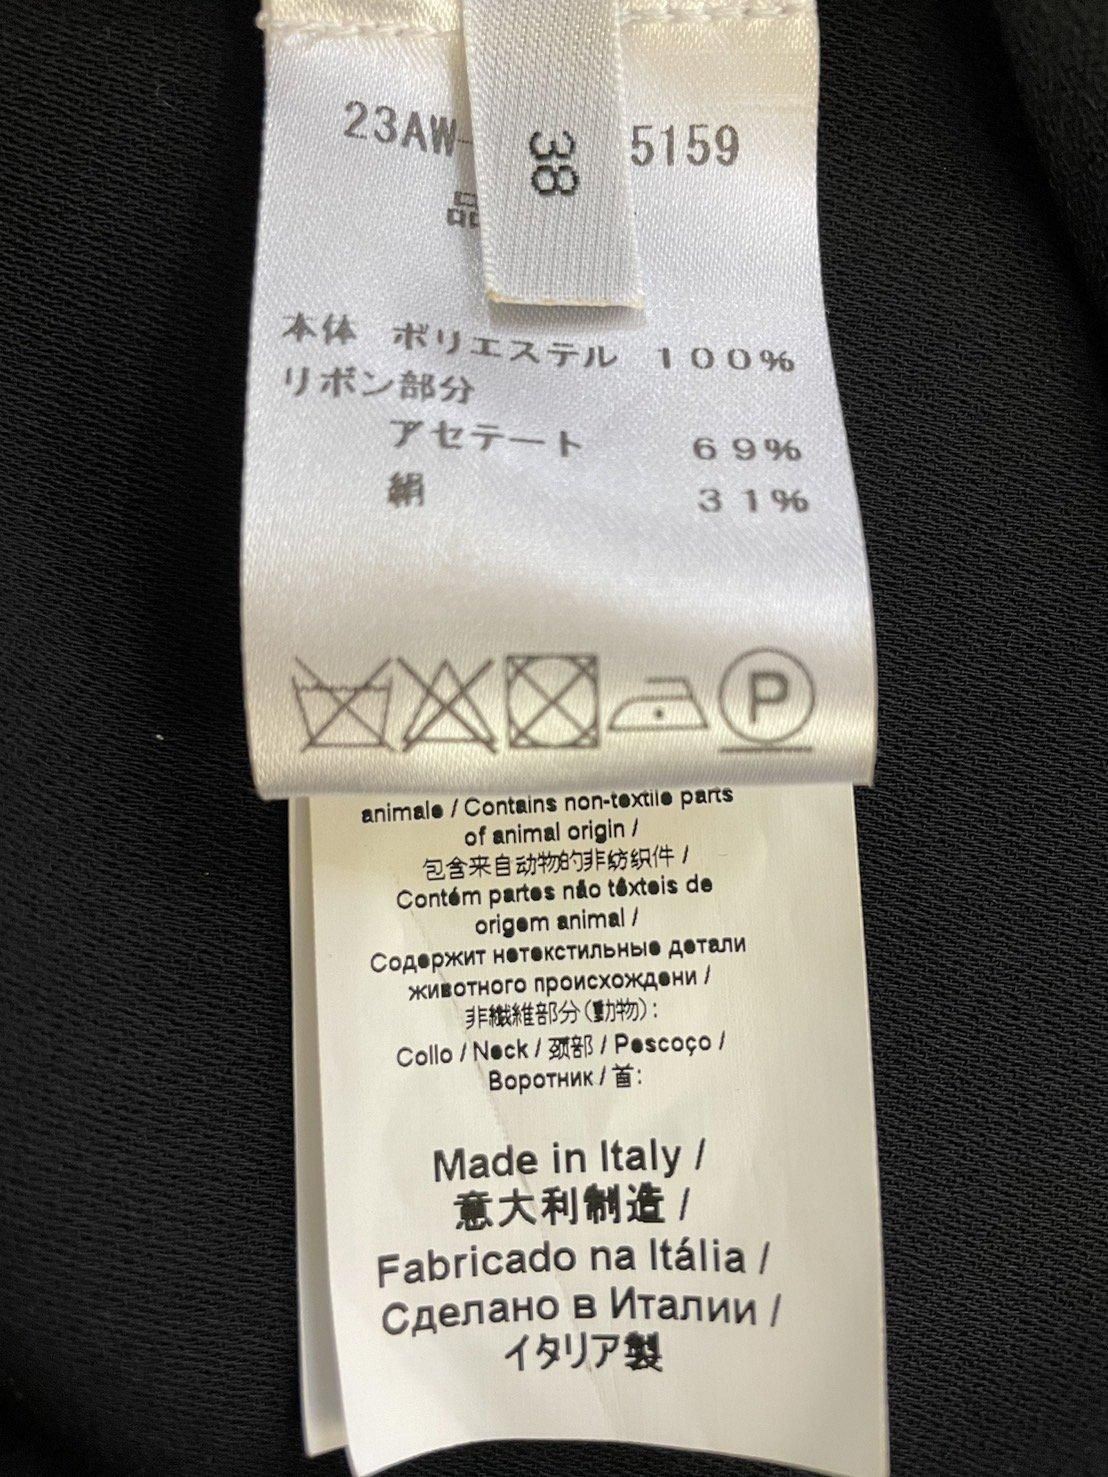 23AW-
5159
38
品
本体 ポリエステル 100%
リボン部分
アセテート 69%
絹 31%
P
animale / Contains non-textile parts
of animal origin /
包含来自动物的非纺织件 /
Contém partes não têxteis de
origem animal /
Содержит нетекстильные детали
животного происхождени /
非繊維部分(動物):
Collo / Neck / 颈部 / Pescoço /
Воротник / 首:
Made in Italy /
意大利制造 /
Fabricado na Itália /
Сделано в Италии /
イタリア製